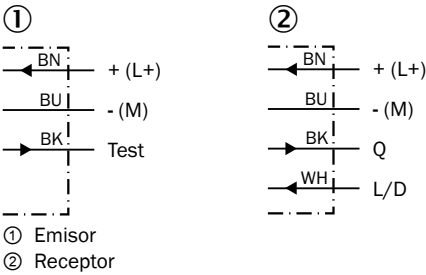 ① ②
BN + (L+) BN + (L+)
BU - (M) BU - (M)
BK Test BK Q
WH L/D
① Emisor
② Receptor